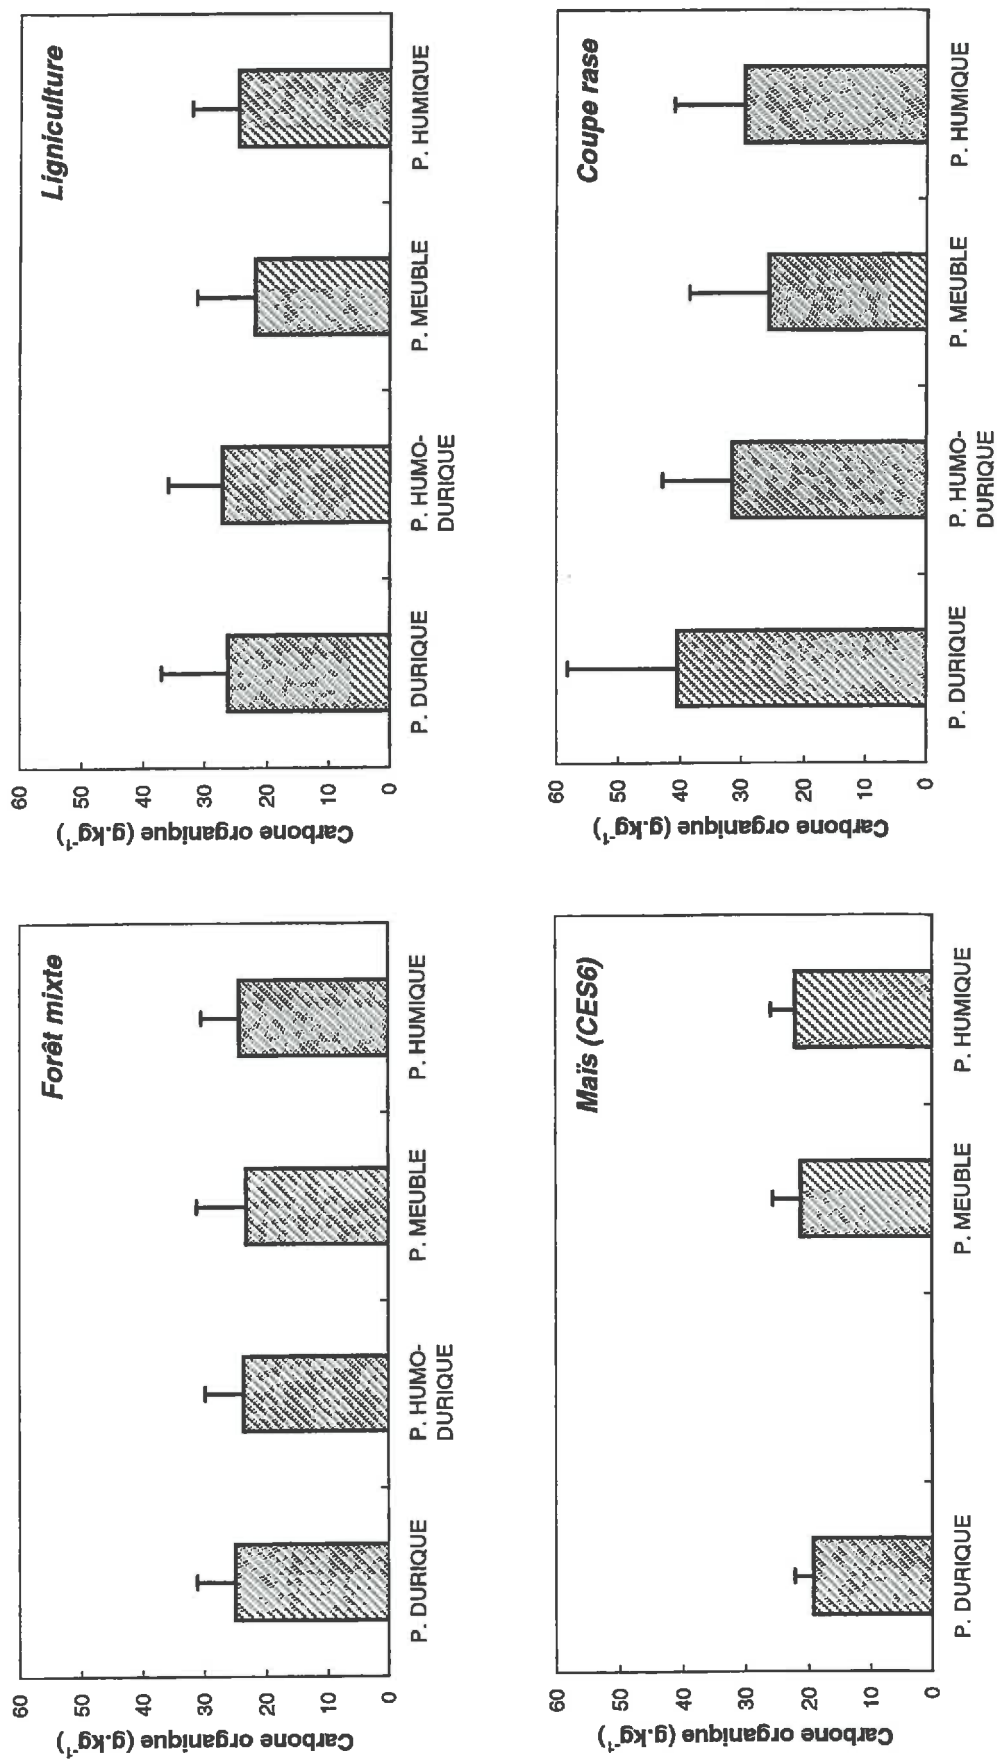 Forêt mixte
Carbone organique (g.kg⁻¹)
60
50
40
30
20
10
0
P. DURIQUE
P. HUMO-
DURIQUE
P. MEUBLE
P. HUMIQUE
Ligniculture
Carbone organique (g.kg⁻¹)
60
50
40
30
20
10
0
P. DURIQUE
P. HUMO-
DURIQUE
P. MEUBLE
P. HUMIQUE
Maïs (CES6)
Carbone organique (g.kg⁻¹)
60
50
40
30
20
10
0
P. DURIQUE
P. MEUBLE
P. HUMIQUE
Coupe rase
Carbone organique (g.kg⁻¹)
60
50
40
30
20
10
0
P. DURIQUE
P. HUMO-
DURIQUE
P. MEUBLE
P. HUMIQUE